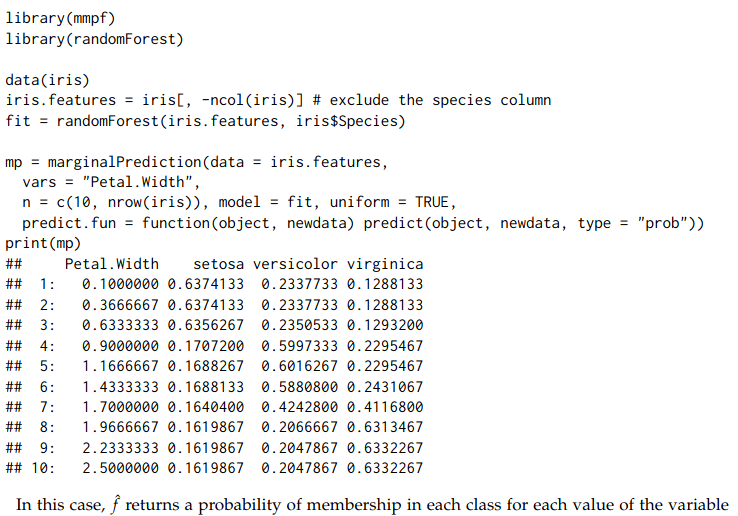 library(mmpf)
library(randomForest)
data(iris)
iris.features = iris[, -ncol(iris)] # exclude the species column
fit = randomForest(iris.features, iris$Species)
mp = marginalPrediction(data = iris.features,
  vars = "Petal.Width",
  n = c(10, nrow(iris)), model = fit, uniform = TRUE,
  predict.fun = function(object, newdata) predict(object, newdata, type = "prob"))
print(mp)
##     Petal.Width    setosa versicolor virginica
##  1:   0.1000000 0.6374133  0.2337733 0.1288133
##  2:   0.3666667 0.6374133  0.2337733 0.1288133
##  3:   0.6333333 0.6356267  0.2350533 0.1293200
##  4:   0.9000000 0.1707200  0.5997333 0.2295467
##  5:   1.1666667 0.1688267  0.6016267 0.2295467
##  6:   1.4333333 0.1688133  0.5880800 0.2431067
##  7:   1.7000000 0.1640400  0.4242800 0.4116800
##  8:   1.9666667 0.1619867  0.2066667 0.6313467
##  9:   2.2333333 0.1619867  0.2047867 0.6332267
## 10:   2.5000000 0.1619867  0.2047867 0.6332267
In this case, f̂ returns a probability of membership in each class for each value of the variable